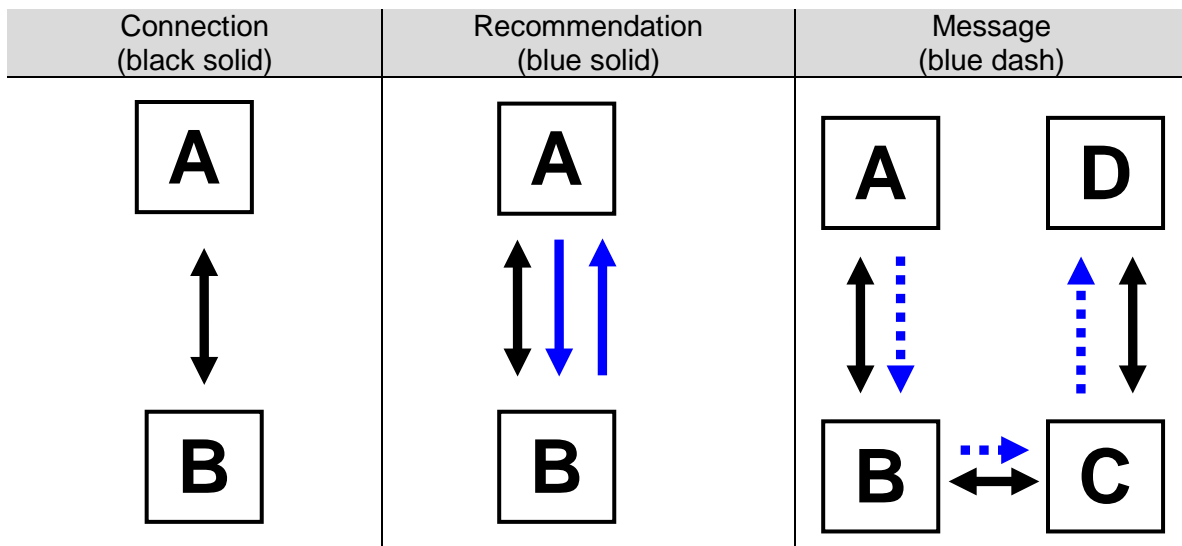 Connection
(black solid)
Recommendation
(blue solid)
Message
(blue dash)
A
A
A
D
B
B
B
C